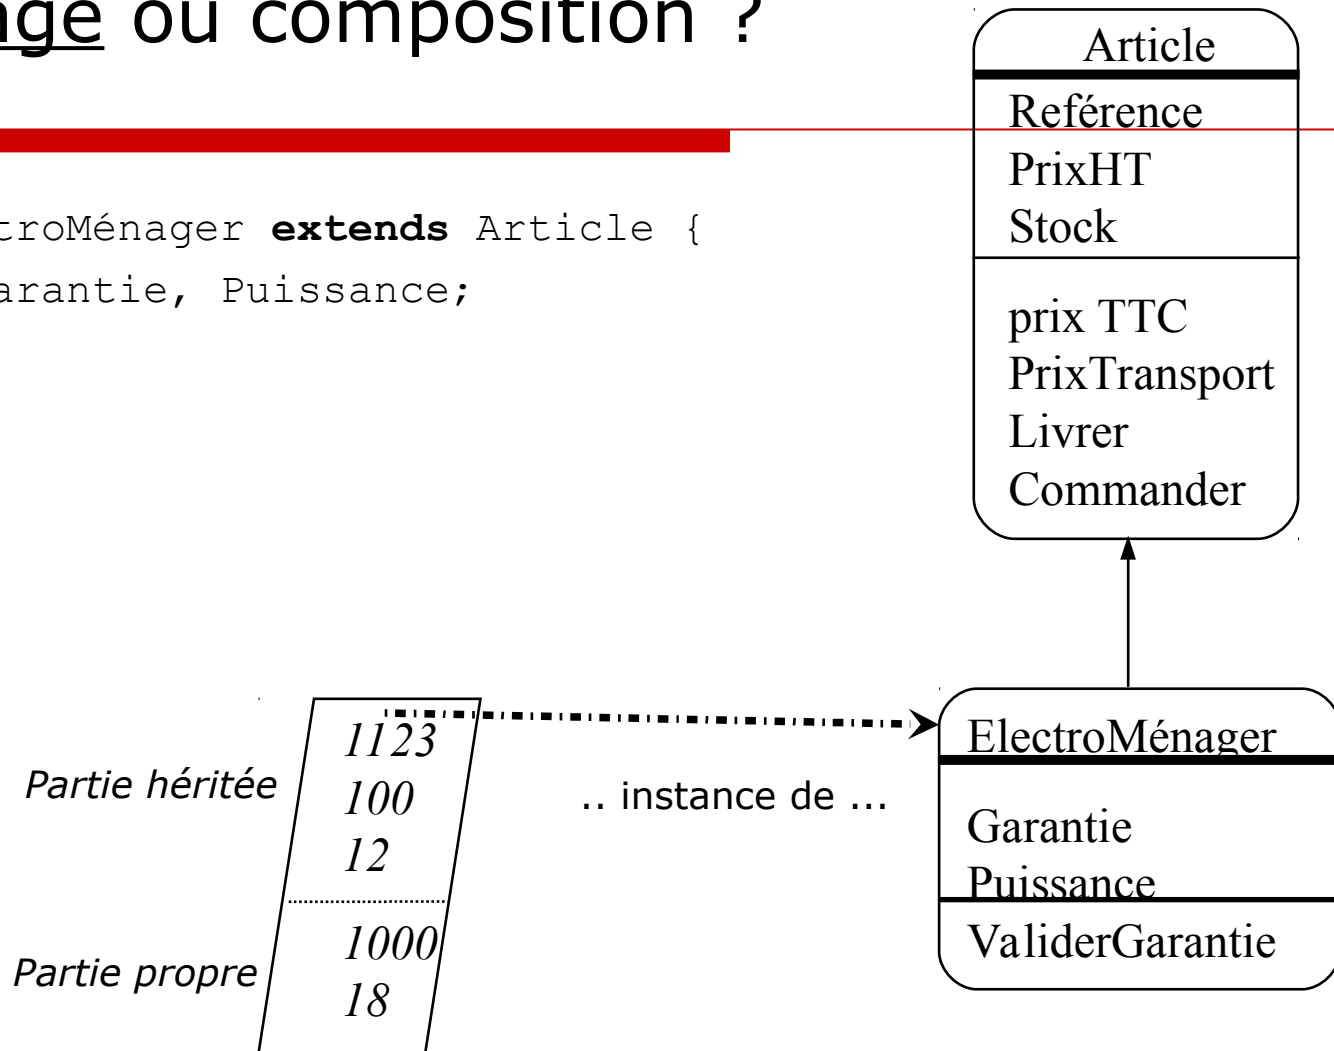 age ou composition ?
Article
Reférence
PrixHT
Stock
prix TTC
PrixTransport
Livrer
Commander
troMénager extends Article {
arantie, Puissance;
1123
100
12
1000
18
Partie héritée
Partie propre
.. instance de ...
ElectroMénager
Garantie
Puissance
ValiderGarantie